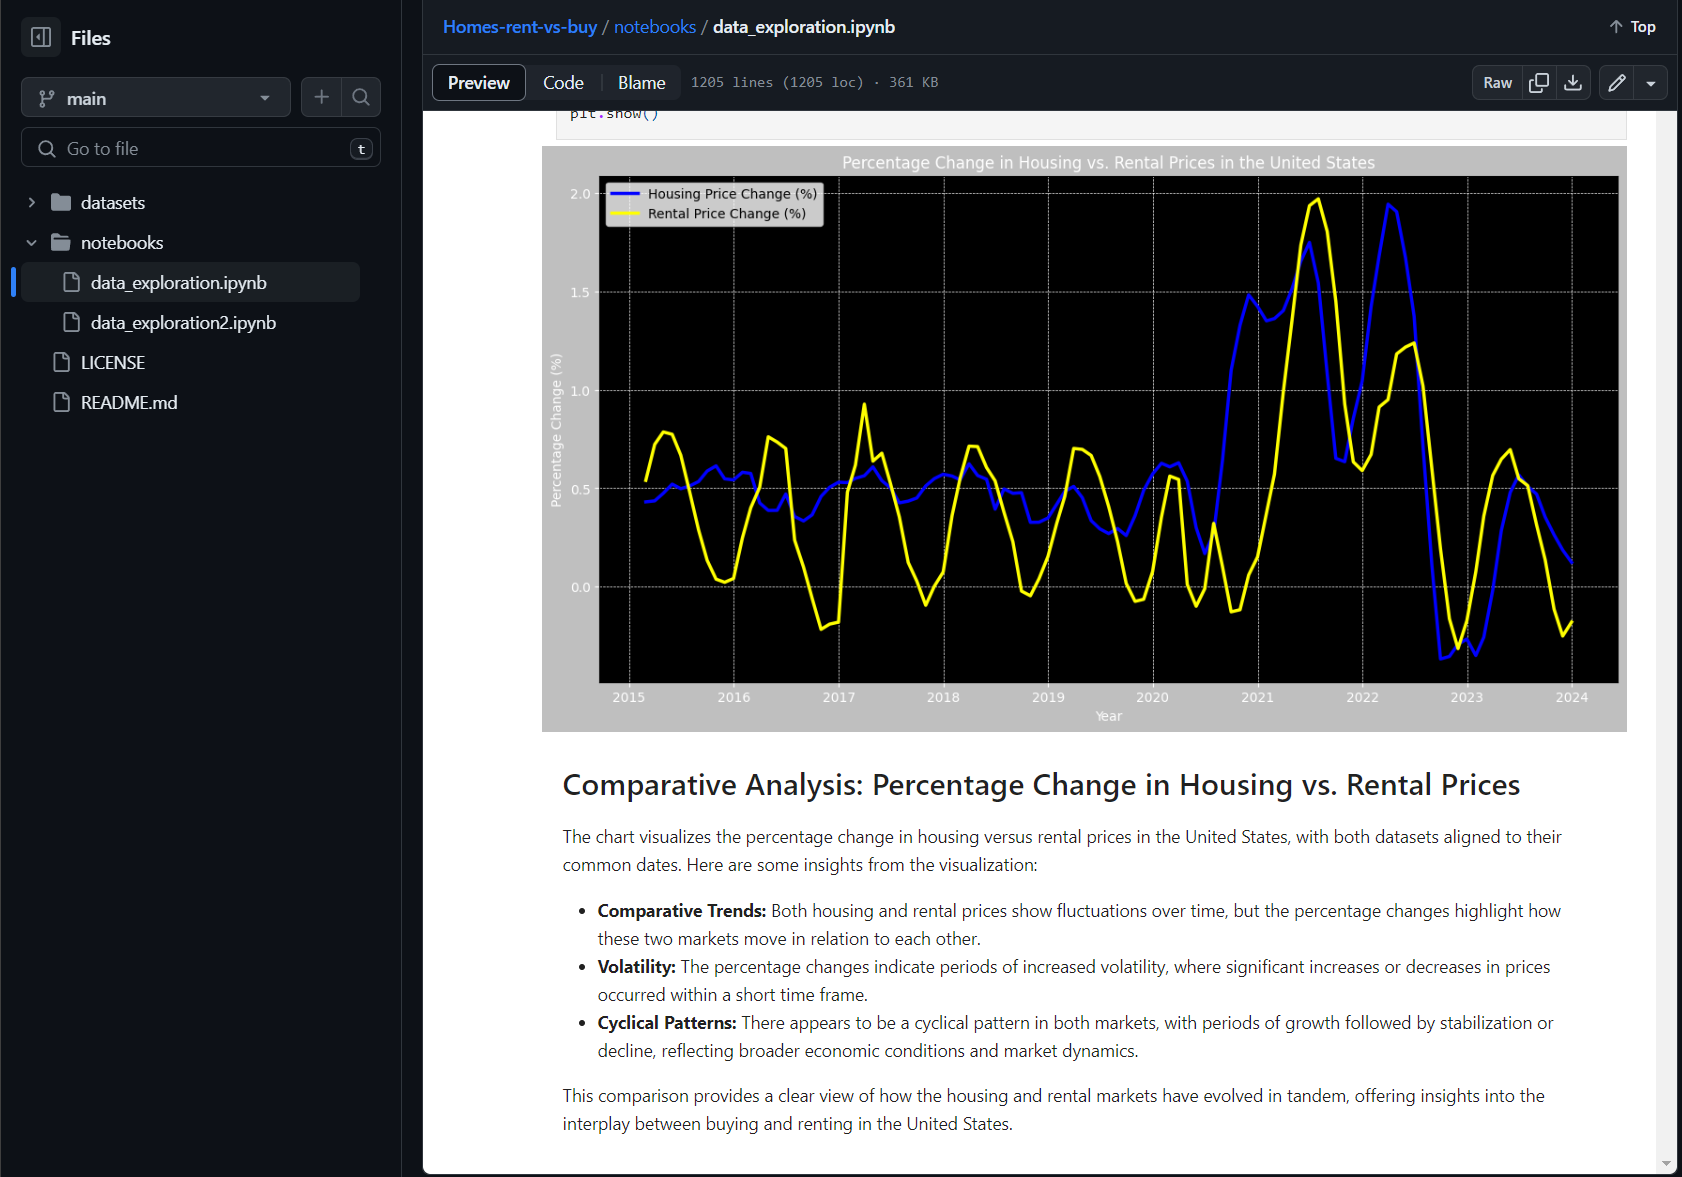 Files
main
Go to file
t
datasets
notebooks
data_exploration.ipynb
data_exploration2.ipynb
LICENSE
README.md
Homes-rent-vs-buy / notebooks / data_exploration.ipynb
Top
Preview
Code
Blame
1205 lines (1205 loc) · 361 KB
Raw
plt.show()
Percentage Change in Housing vs. Rental Prices in the United States
Housing Price Change (%)
Rental Price Change (%)
Percentage Change (%)
2.0
1.5
1.0
0.5
0.0
2015 2016 2017 2018 2019 2020 2021 2022 2023 2024
Year
Comparative Analysis: Percentage Change in Housing vs. Rental Prices
The chart visualizes the percentage change in housing versus rental prices in the United States, with both datasets aligned to their
common dates. Here are some insights from the visualization:
• Comparative Trends: Both housing and rental prices show fluctuations over time, but the percentage changes highlight how
these two markets move in relation to each other.
• Volatility: The percentage changes indicate periods of increased volatility, where significant increases or decreases in prices
occurred within a short time frame.
• Cyclical Patterns: There appears to be a cyclical pattern in both markets, with periods of growth followed by stabilization or
decline, reflecting broader economic conditions and market dynamics.
This comparison provides a clear view of how the housing and rental markets have evolved in tandem, offering insights into the
interplay between buying and renting in the United States.